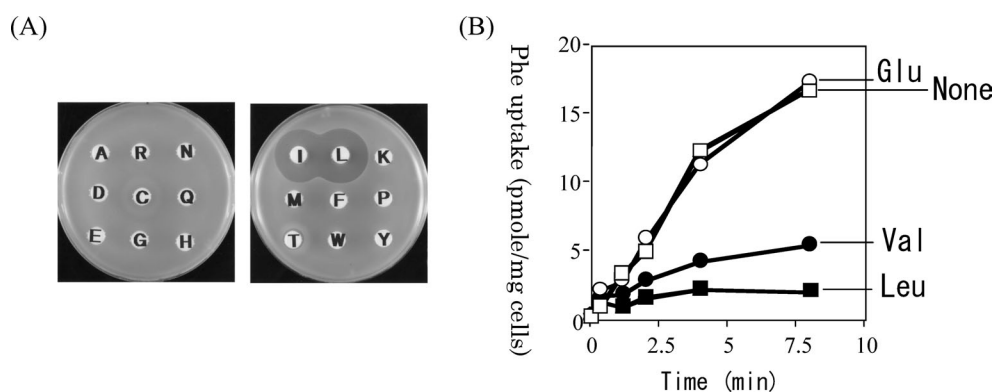 (A)
A R N
D C Q
E G H
I L K
M F P
T W Y
(B)
Phe uptake (pmole/mg cells)
20
15
10
5
0
0 2.5 5 7.5 10
Time (min)
Glu
None
Val
Leu